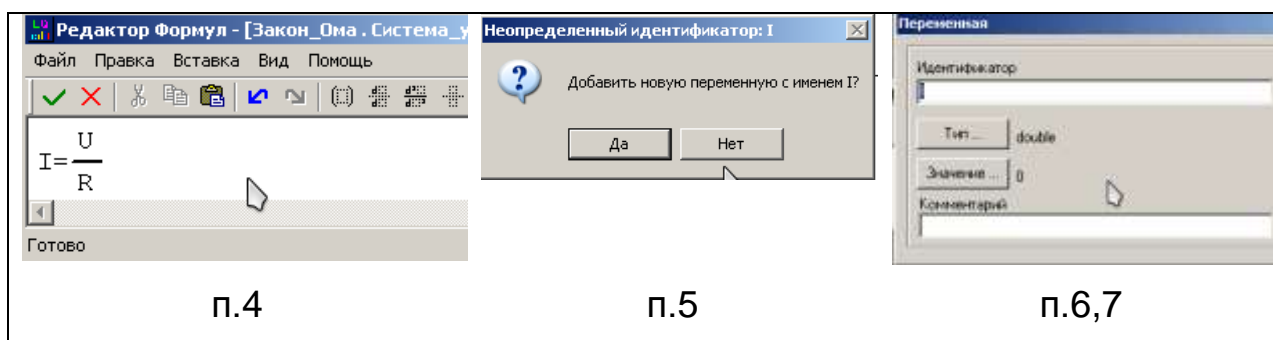 Редактор Формул - [Закон_Ома . Система_у
Файл Правка Вставка Вид Помощь
I=
U
R
Готово
п.4
Неопределенный идентификатор: I
Добавить новую переменную с именем I?
Да Нет
п.5
Переменная
Идентификатор
I
Тип ... double
Значение ... 0
Комментарий
п.6,7